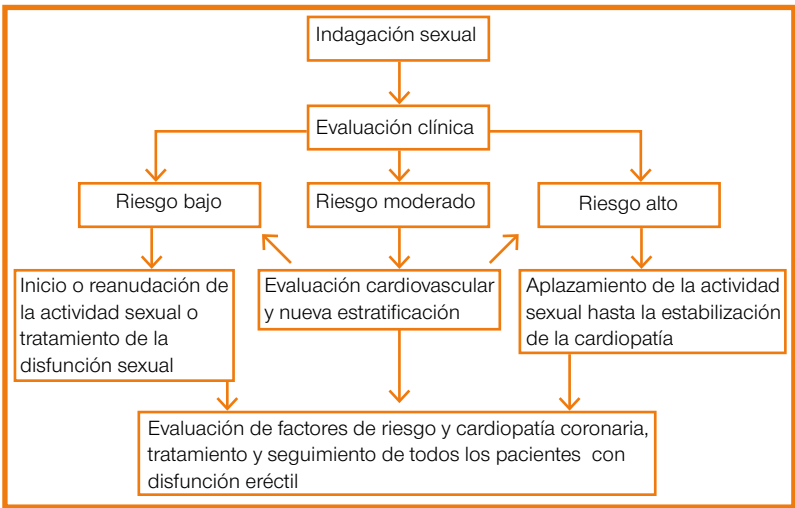 Indagación sexual
Evaluación clínica
Riesgo bajo
Riesgo moderado
Riesgo alto
Inicio o reanudación de
la actividad sexual o
tratamiento de la
disfunción sexual
Evaluación cardiovascular
y nueva estratificación
Aplazamiento de la actividad
sexual hasta la estabilización
de la cardiopatía
Evaluación de factores de riesgo y cardiopatía coronaria,
tratamiento y seguimiento de todos los pacientes con
disfunción eréctil